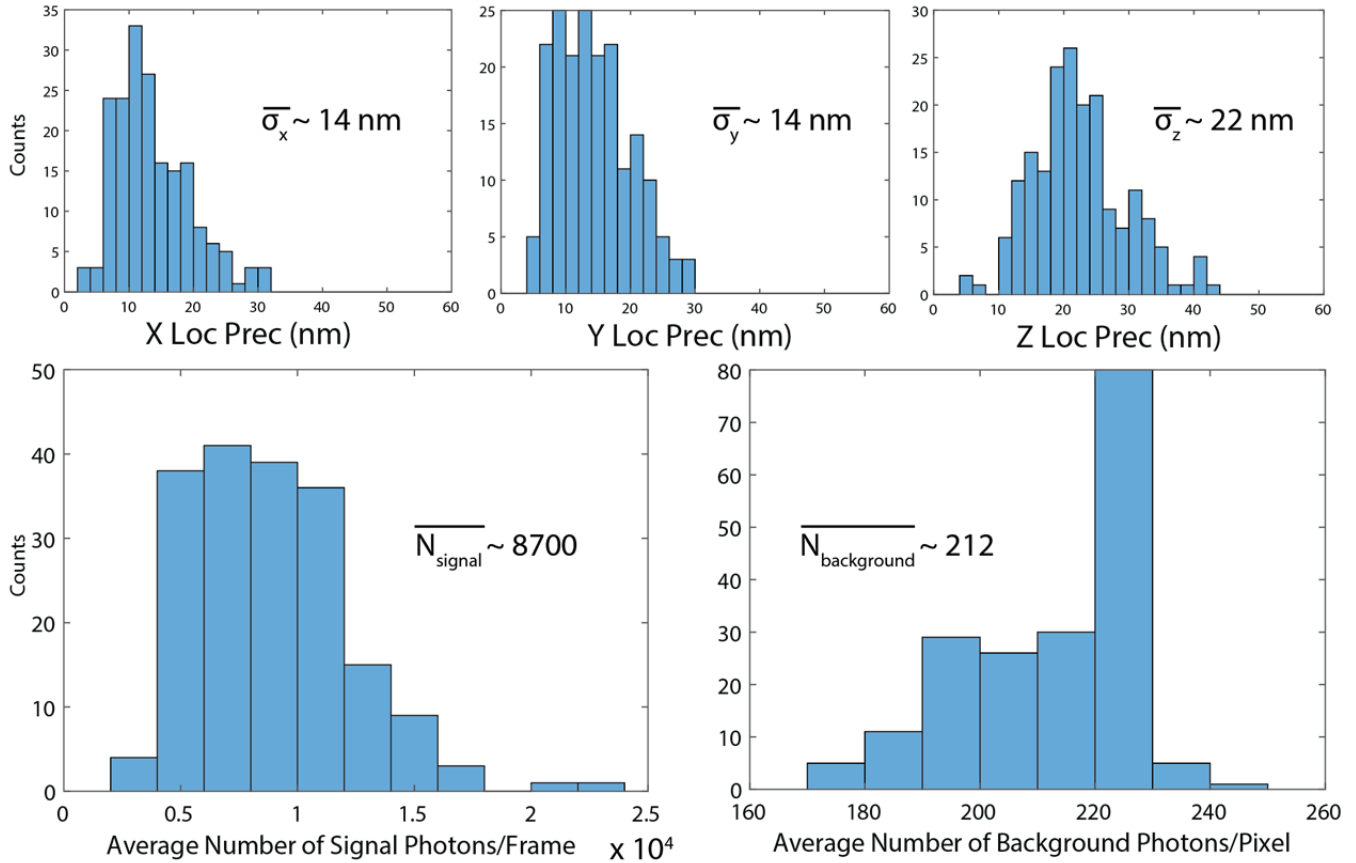 35
30
25
20
15
10
5
0
Counts
σx ~ 14 nm
0 10 20 30 40 50 60
X Loc Prec (nm)
25
20
15
10
5
0
σy ~ 14 nm
0 10 20 30 40 50 60
Y Loc Prec (nm)
30
25
20
15
10
5
0
σz ~ 22 nm
0 10 20 30 40 50 60
Z Loc Prec (nm)
50
40
30
20
10
0
Counts
Nsignal ~ 8700
0 0.5 1.0 1.5 2.0 2.5
Average Number of Signal Photons/Frame x 10⁴
80
70
60
50
40
30
20
10
0
Nbackground ~ 212
160 180 200 220 240 260
Average Number of Background Photons/Pixel